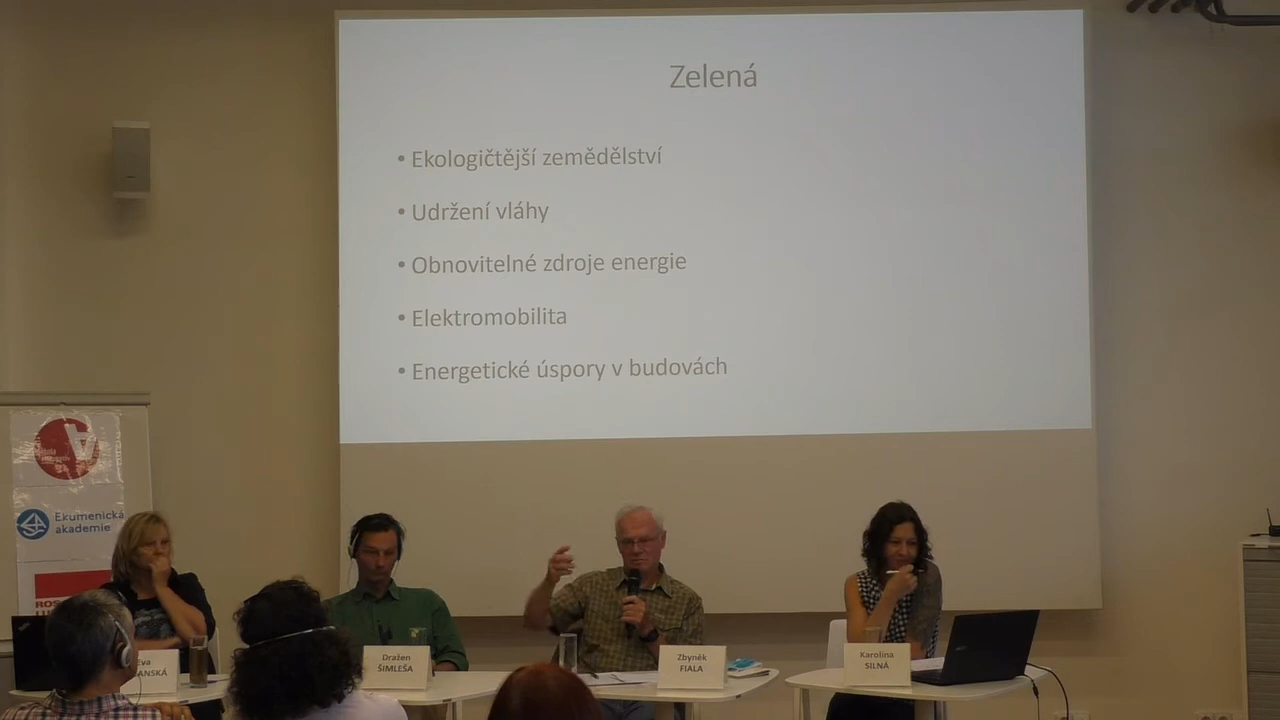 Zelená
• Ekologičtější zemědělství
• Udržení vláhy
• Obnovitelné zdroje energie
• Elektromobilita
• Energetické úspory v budovách
Ekumenická
akademie
ROS
Dražen
ŠIMLEŠA
Zbyněk
FIALA
Karolina
SILNÁ